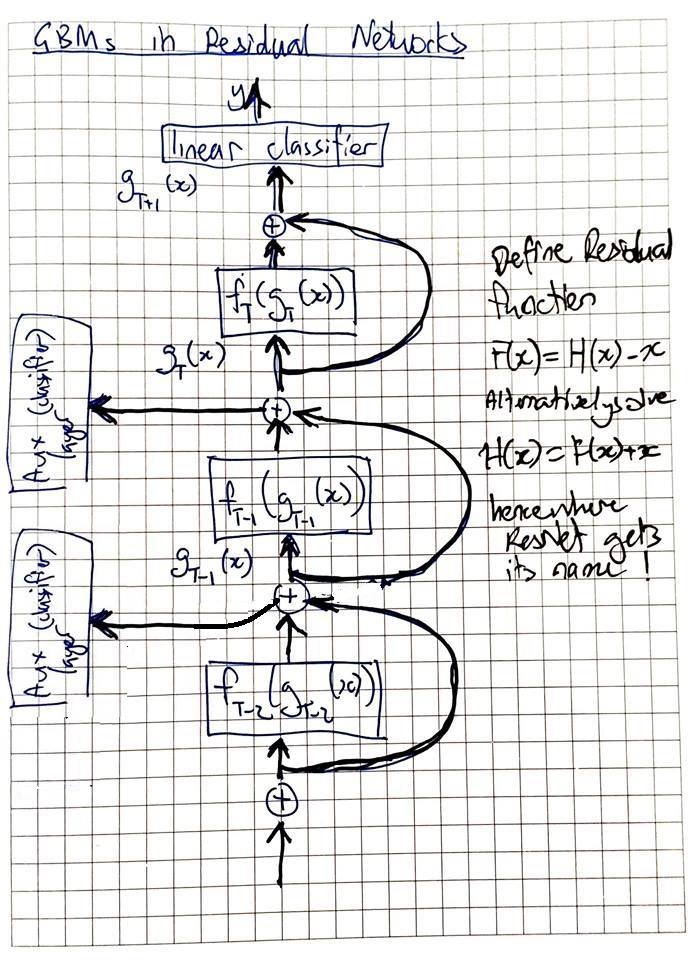 GBMs in Residual Networks
y
linear classifier
g_{T+1}(x)
+
f_T(g_T(x))
g_T(x)
+
Aux Classifier
layer
f_{T-1}(g_{T-1}(x))
g_{T-1}(x)
+
Aux Classifier
layer
f_{T-2}(g_{T-2}(x))
+
Define Residual
function
F(x) = H(x) - x
Alternatively solve
H(x) = F(x) + x
hence where
ResNet gets
its name !